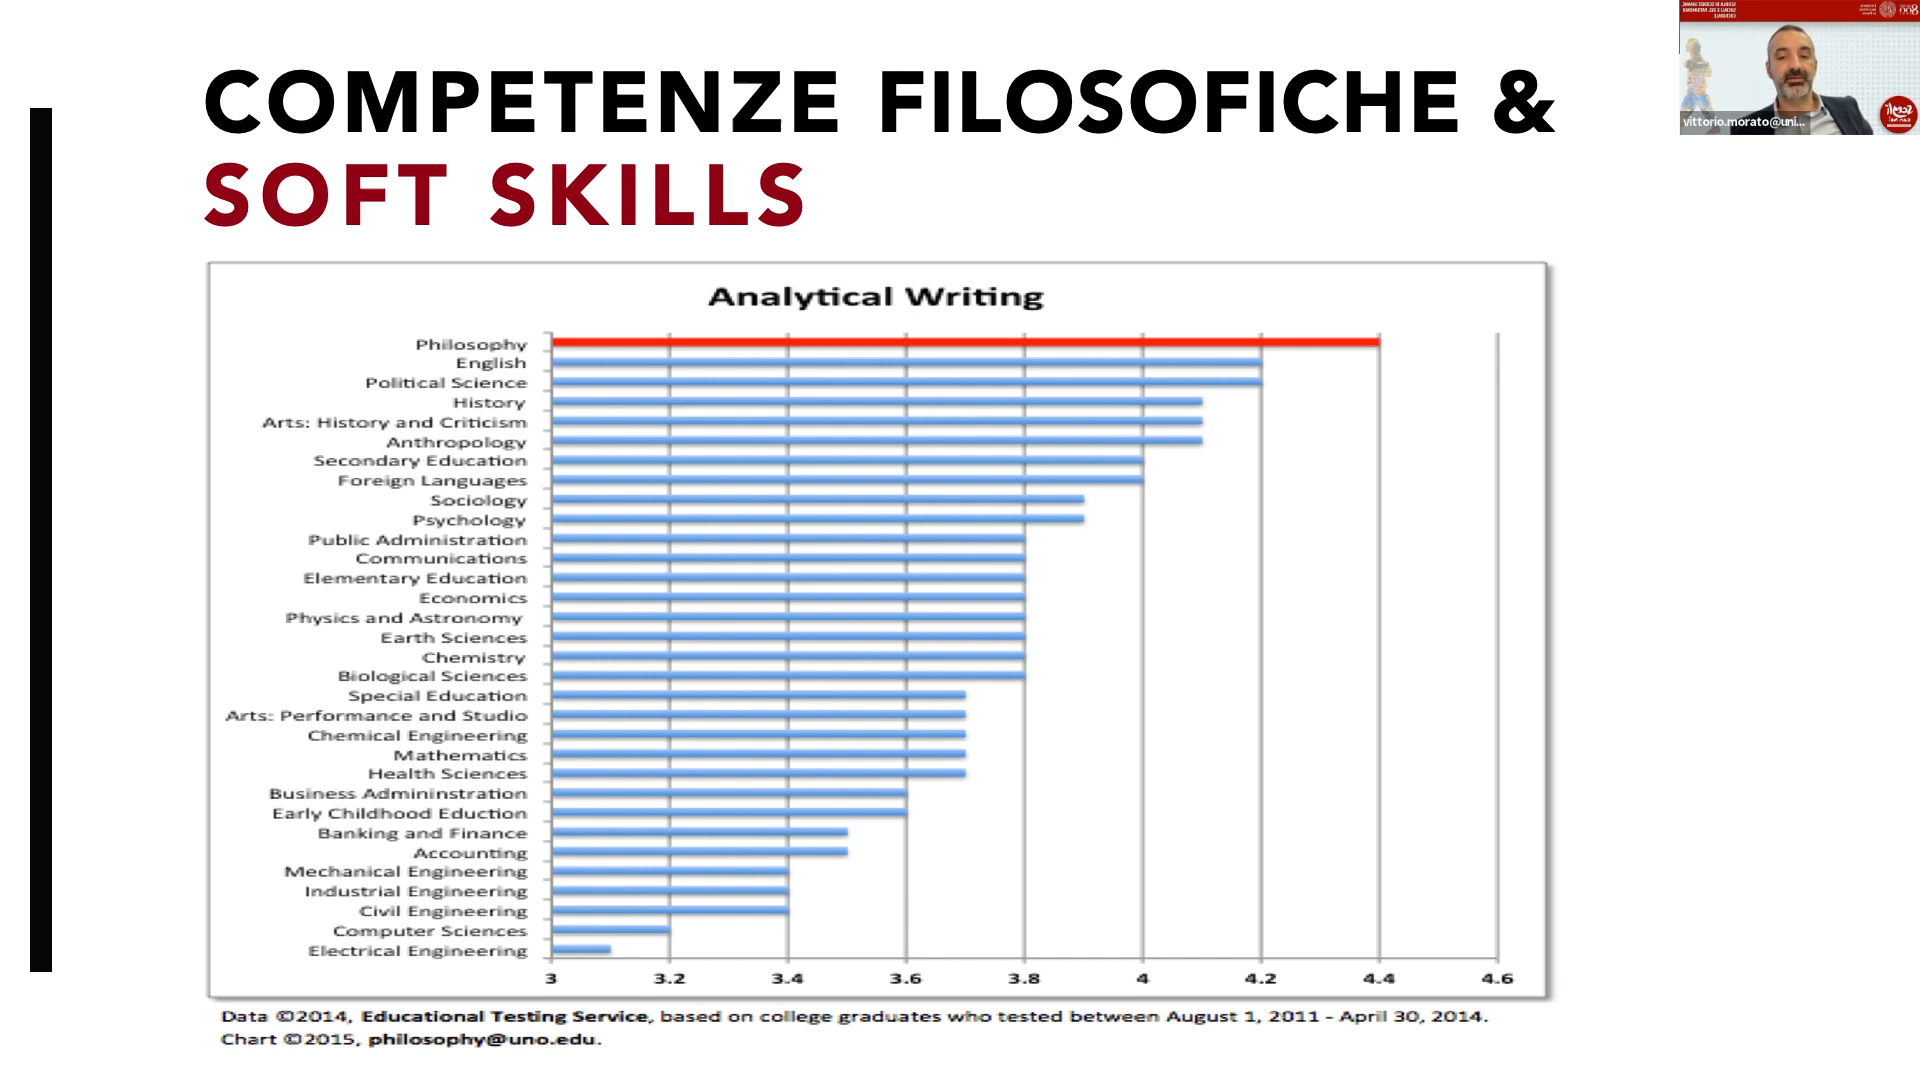 COMPETENZE FILOSOFICHE &
SOFT SKILLS
vittorio.morato@uni...
Analytical Writing
Philosophy
English
Political Science
History
Arts: History and Criticism
Anthropology
Secondary Education
Foreign Languages
Sociology
Psychology
Public Administration
Communications
Elementary Education
Economics
Physics and Astronomy
Earth Sciences
Chemistry
Biological Sciences
Special Education
Arts: Performance and Studio
Chemical Engineering
Mathematics
Health Sciences
Business Admininstration
Early Childhood Eduction
Banking and Finance
Accounting
Mechanical Engineering
Industrial Engineering
Civil Engineering
Computer Sciences
Electrical Engineering
3 3.2 3.4 3.6 3.8 4 4.2 4.4 4.6
Data ©2014, Educational Testing Service, based on college graduates who tested between August 1, 2011 - April 30, 2014.
Chart ©2015, philosophy@uno.edu.